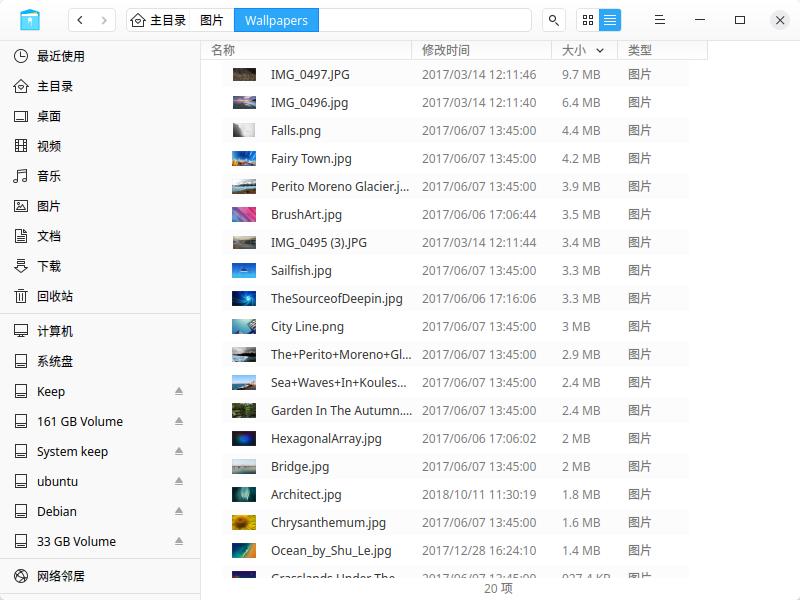 主目录 图片 Wallpapers
最近使用
主目录
桌面
视频
音乐
图片
文档
下载
回收站
计算机
系统盘
Keep
161 GB Volume
System keep
ubuntu
Debian
33 GB Volume
网络邻居
名称 修改时间 大小 类型
IMG_0497.JPG 2017/03/14 12:11:46 9.7 MB 图片
IMG_0496.jpg 2017/03/14 12:11:40 6.4 MB 图片
Falls.png 2017/06/07 13:45:00 4.4 MB 图片
Fairy Town.jpg 2017/06/07 13:45:00 4.2 MB 图片
Perito Moreno Glacier.j... 2017/06/07 13:45:00 3.9 MB 图片
BrushArt.jpg 2017/06/06 17:06:44 3.5 MB 图片
IMG_0495 (3).JPG 2017/03/14 12:11:44 3.4 MB 图片
Sailfish.jpg 2017/06/07 13:45:00 3.3 MB 图片
TheSourceofDeepin.jpg 2017/06/06 17:16:06 3.3 MB 图片
City Line.png 2017/06/07 13:45:00 3 MB 图片
The+Perito+Moreno+Gl... 2017/06/07 13:45:00 2.9 MB 图片
Sea+Waves+In+Koules... 2017/06/07 13:45:00 2.4 MB 图片
Garden In The Autumn.... 2017/06/07 13:45:00 2.4 MB 图片
HexagonalArray.jpg 2017/06/06 17:06:02 2 MB 图片
Bridge.jpg 2017/06/07 13:45:00 2 MB 图片
Architect.jpg 2018/10/11 11:30:19 1.8 MB 图片
Chrysanthemum.jpg 2017/06/07 13:45:00 1.6 MB 图片
Ocean_by_Shu_Le.jpg 2017/12/28 16:24:10 1.4 MB 图片
Grasslands Under The... 2017/06/07 13:45:00 927.4 KB 图片
20 项